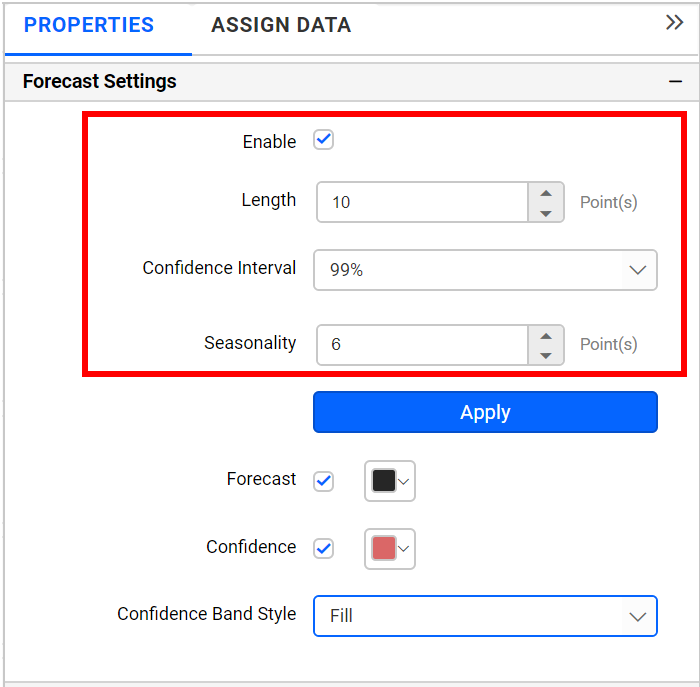 PROPERTIES ASSIGN DATA
Forecast Settings
Enable
Length 10 Point(s)
Confidence Interval 99%
Seasonality 6 Point(s)
Apply
Forecast
Confidence
Confidence Band Style Fill